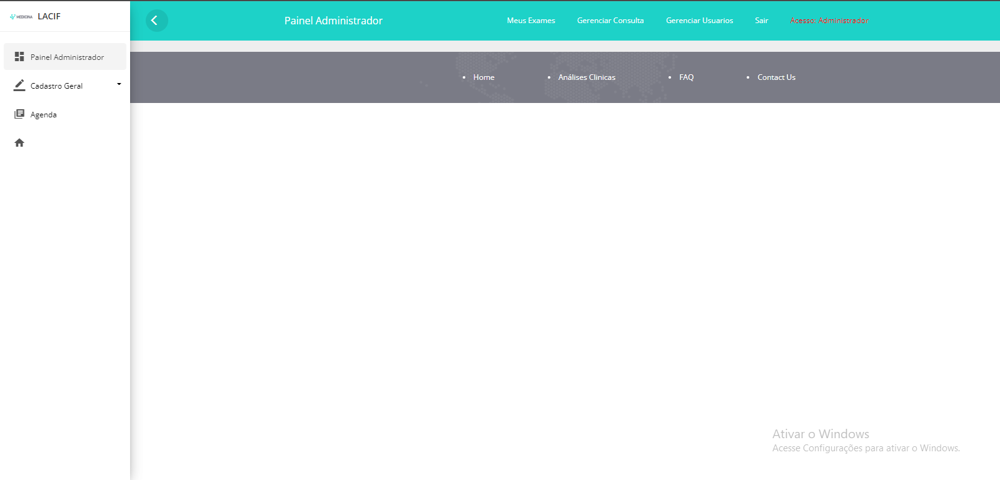 MEDICINA LACIF
Painel Administrador
Cadastro Geral
Agenda
Painel Administrador
Meus Exames
Gerenciar Consulta
Gerenciar Usuarios
Sair
Acesso: Administrador
Home
Análises Clinicas
FAQ
Contact Us
Ativar o Windows
Acesse Configurações para ativar o Windows.